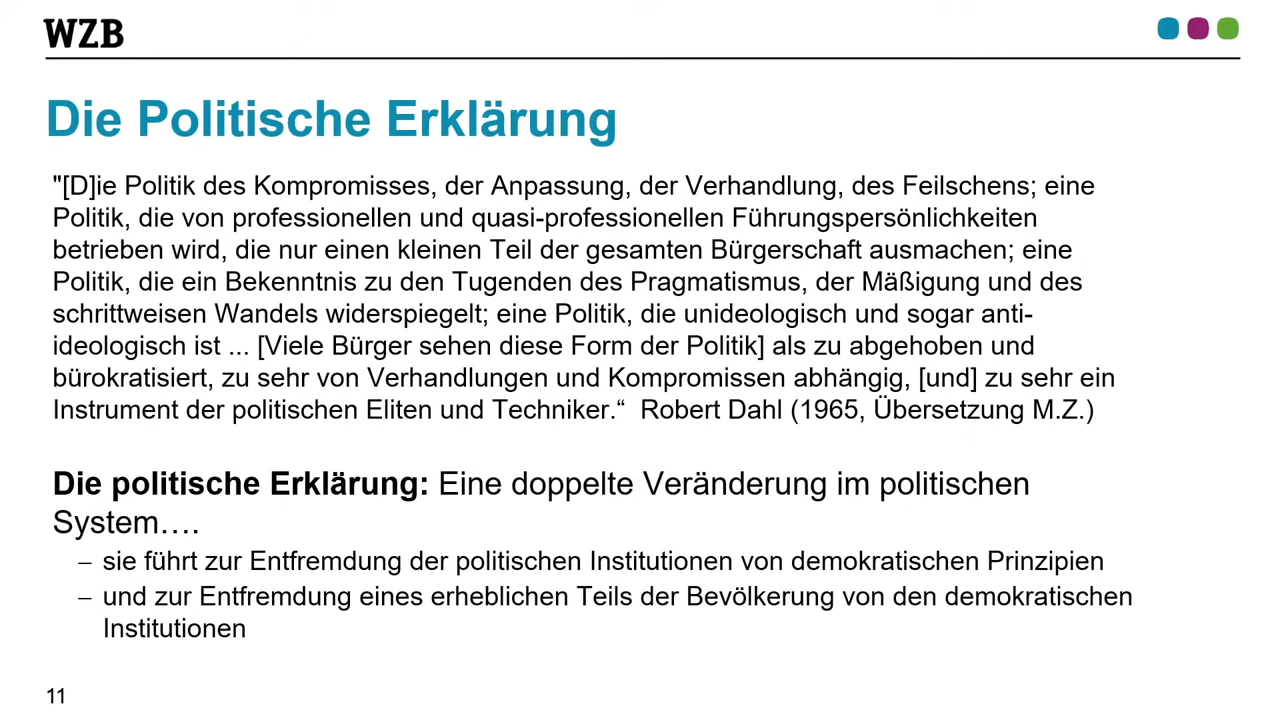 WZB
Die Politische Erklärung
"[D]ie Politik des Kompromisses, der Anpassung, der Verhandlung, des Feilschens; eine
Politik, die von professionellen und quasi-professionellen Führungspersönlichkeiten
betrieben wird, die nur einen kleinen Teil der gesamten Bürgerschaft ausmachen; eine
Politik, die ein Bekenntnis zu den Tugenden des Pragmatismus, der Mäßigung und des
schrittweisen Wandels widerspiegelt; eine Politik, die unideologisch und sogar anti-
ideologisch ist ... [Viele Bürger sehen diese Form der Politik] als zu abgehoben und
bürokratisiert, zu sehr von Verhandlungen und Kompromissen abhängig, [und] zu sehr ein
Instrument der politischen Eliten und Techniker.“ Robert Dahl (1965, Übersetzung M.Z.)
Die politische Erklärung: Eine doppelte Veränderung im politischen
System….
– sie führt zur Entfremdung der politischen Institutionen von demokratischen Prinzipien
– und zur Entfremdung eines erheblichen Teils der Bevölkerung von den demokratischen
Institutionen
11